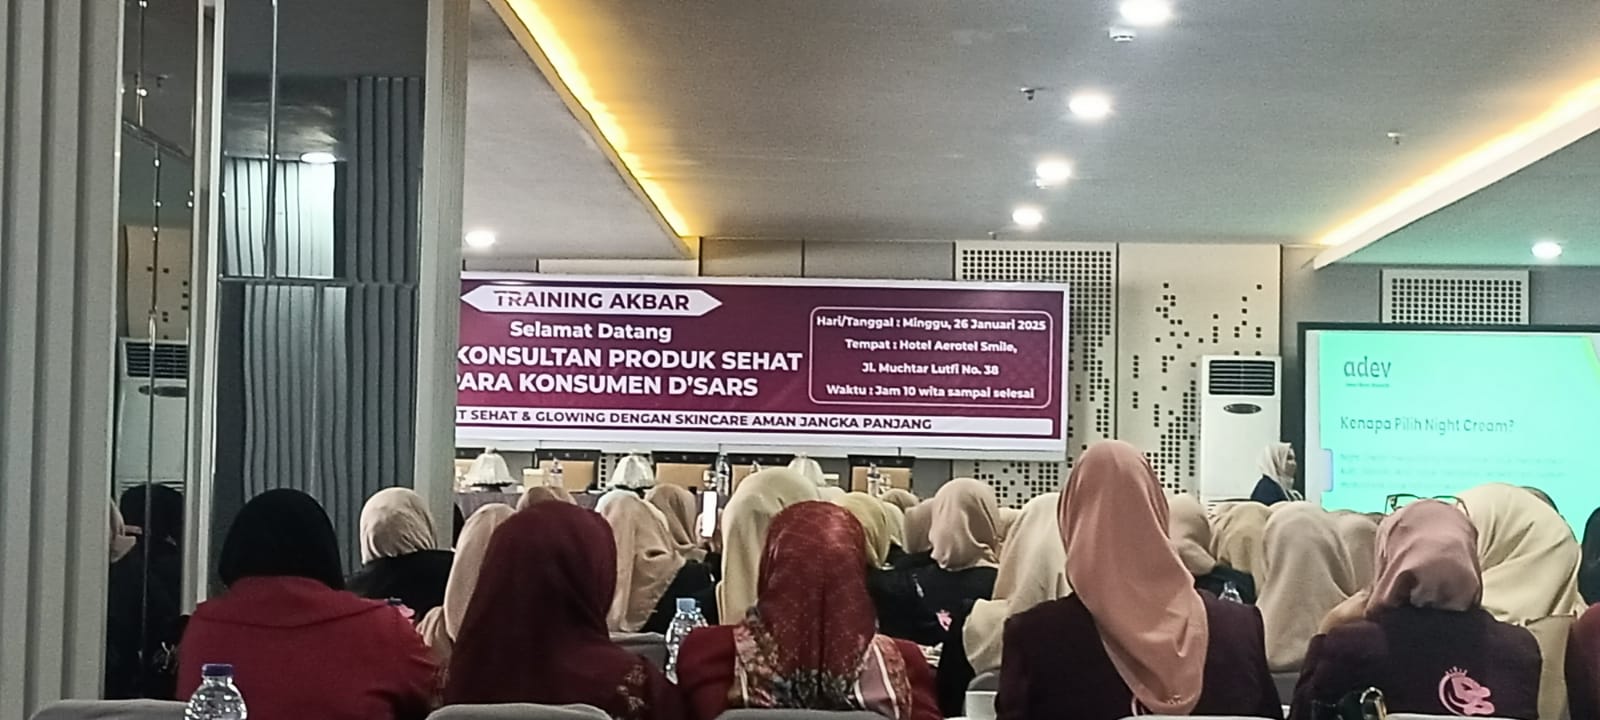 TRAINING AKBAR
Selamat Datang
KONSULTAN PRODUK SEHAT
PARA KONSUMEN D'SARS
SEHAT & GLOWING DENGAN SKINCARE AMAN JANGKA PANJANG
Hari/Tanggal : Minggu, 26 Januari 2025
Tempat : Hotel Aerotel Smile,
Jl. Muchtar Lutfi No. 38
Waktu : Jam 10 wita sampai selesai
adev
Kenapa Pilih Night Cream?